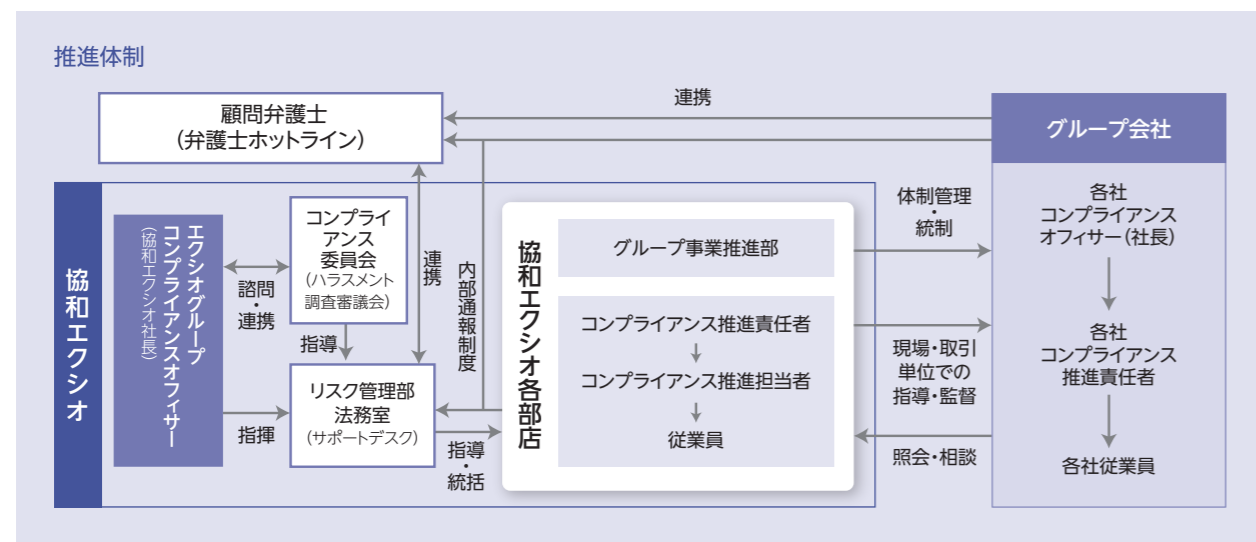 推進体制
顧問弁護士
（弁護士ホットライン）
連携
グループ会社
協和エクシオ
エクシオグループ
コンプライアンスオフィサー
（協和エクシオ社長）
諮問
・
連携
コンプライ
アンス
委員会
（ハラスメント
調査審議会）
指導
指揮
リスク管理部
法務室
（サポートデスク）
連携
内部通報制度
指導
・
統括
協和エクシオ各部店
グループ事業推進部
コンプライアンス推進責任者
コンプライアンス推進担当者
従業員
体制管理
・
統制
現場・取引
単位での
指導・監督
照会・相談
各社
コンプライアンス
オフィサー（社長）
各社
コンプライアンス
推進責任者
各社従業員